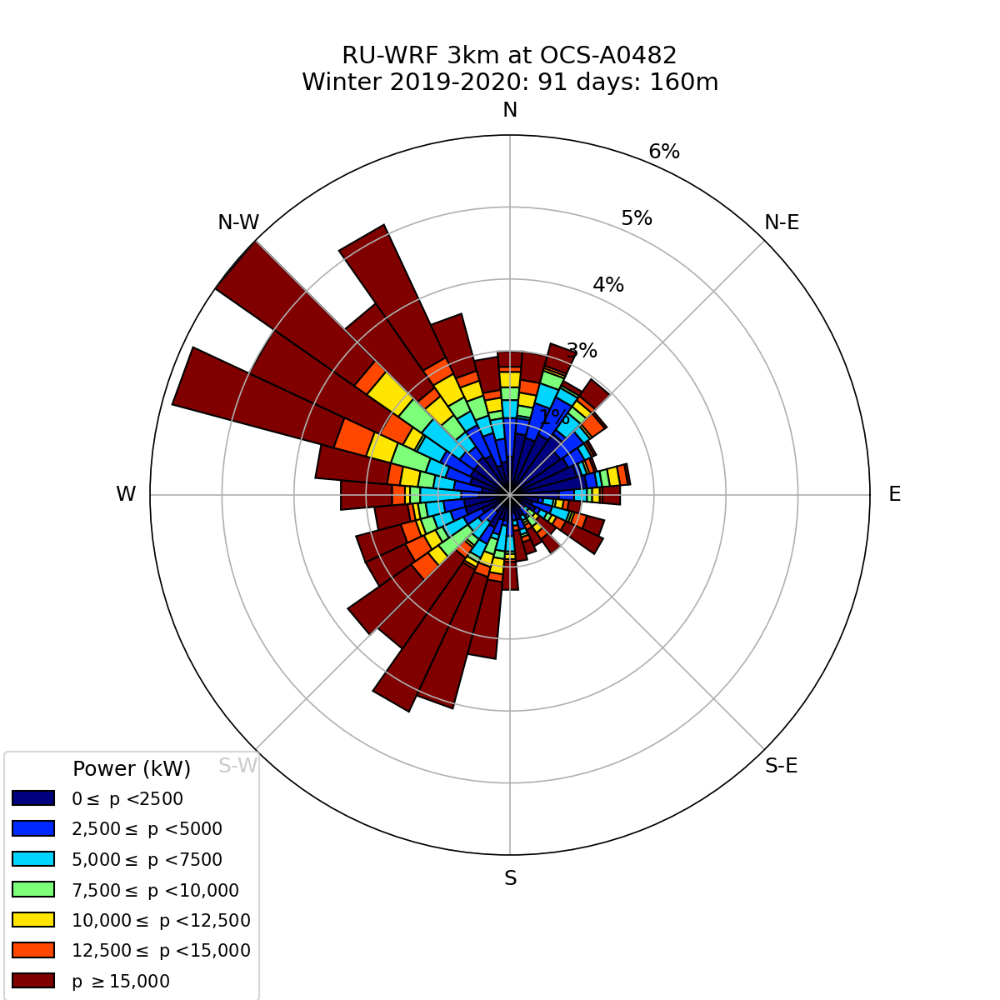 RU-WRF 3km at OCS-A0482
Winter 2019-2020: 91 days: 160m
N
6%
5%
N-W
N-E
4%
3%
1%
W
E
S-W
S-E
S
Power (kW)
0≤ p <2500
2,500≤ p <5000
5,000≤ p <7500
7,500≤ p <10,000
10,000≤ p <12,500
12,500≤ p <15,000
p ≥15,000